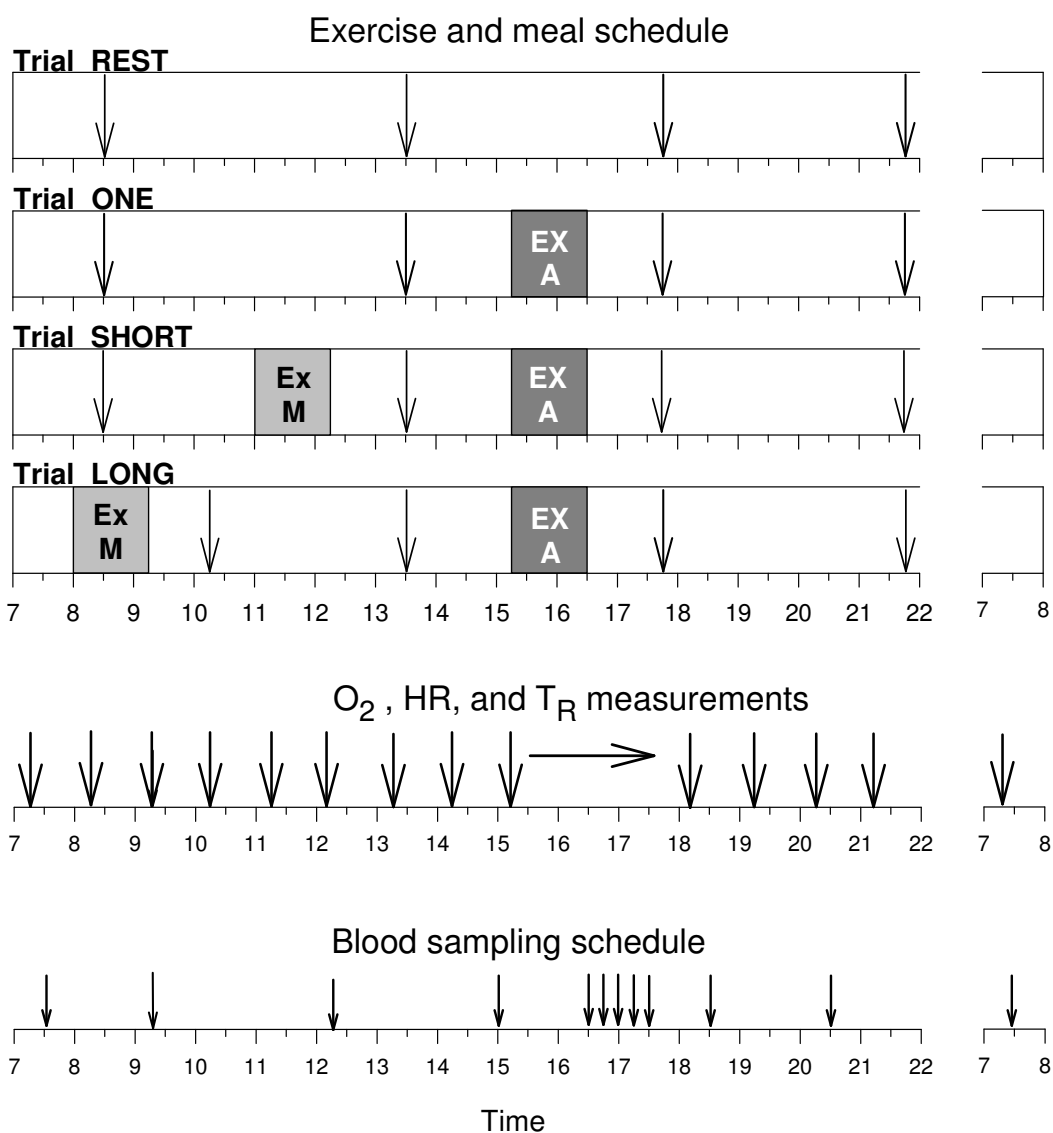 Exercise and meal schedule
Trial REST
Trial ONE
EX
A
Trial SHORT
Ex
M
EX
A
Trial LONG
Ex
M
EX
A
7 8 9 10 11 12 13 14 15 16 17 18 19 20 21 22 7 8
O2 , HR, and TR measurements
7 8 9 10 11 12 13 14 15 16 17 18 19 20 21 22 7 8
Blood sampling schedule
7 8 9 10 11 12 13 14 15 16 17 18 19 20 21 22 7 8
Time